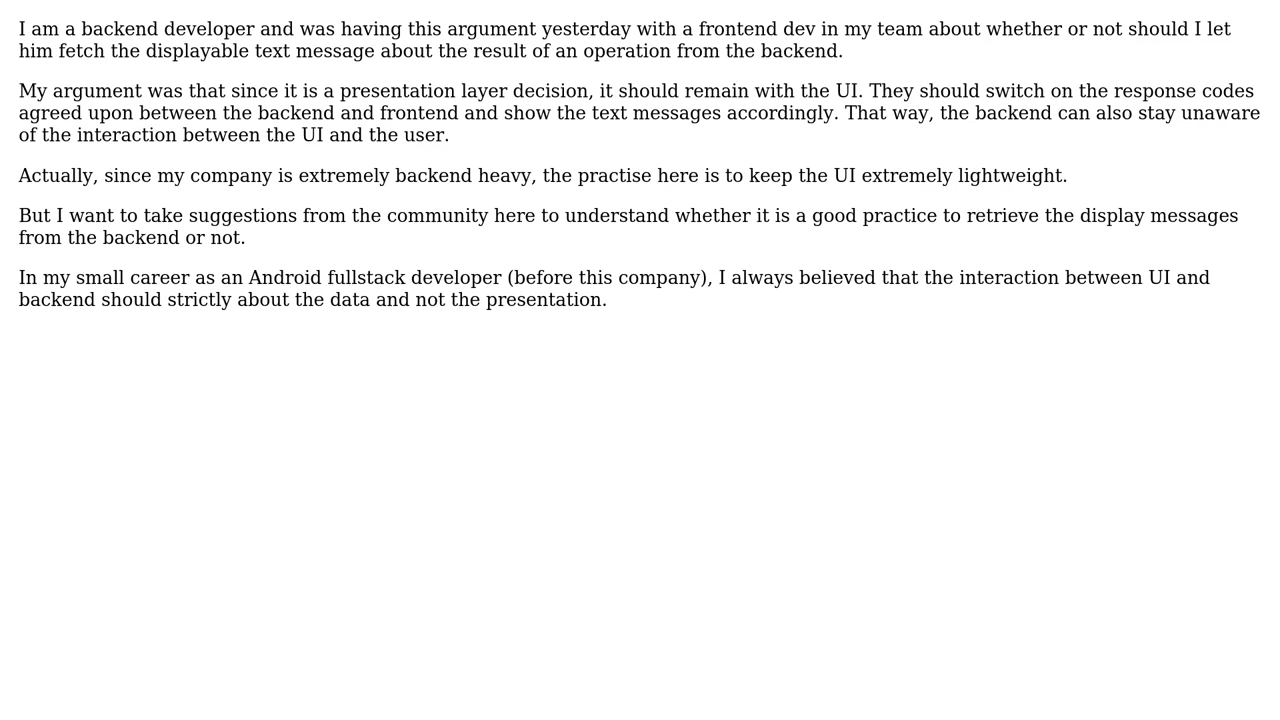 I am a backend developer and was having this argument yesterday with a frontend dev in my team about whether or not should I let
him fetch the displayable text message about the result of an operation from the backend.
My argument was that since it is a presentation layer decision, it should remain with the UI. They should switch on the response codes
agreed upon between the backend and frontend and show the text messages accordingly. That way, the backend can also stay unaware
of the interaction between the UI and the user.
Actually, since my company is extremely backend heavy, the practise here is to keep the UI extremely lightweight.
But I want to take suggestions from the community here to understand whether it is a good practice to retrieve the display messages
from the backend or not.
In my small career as an Android fullstack developer (before this company), I always believed that the interaction between UI and
backend should strictly about the data and not the presentation.